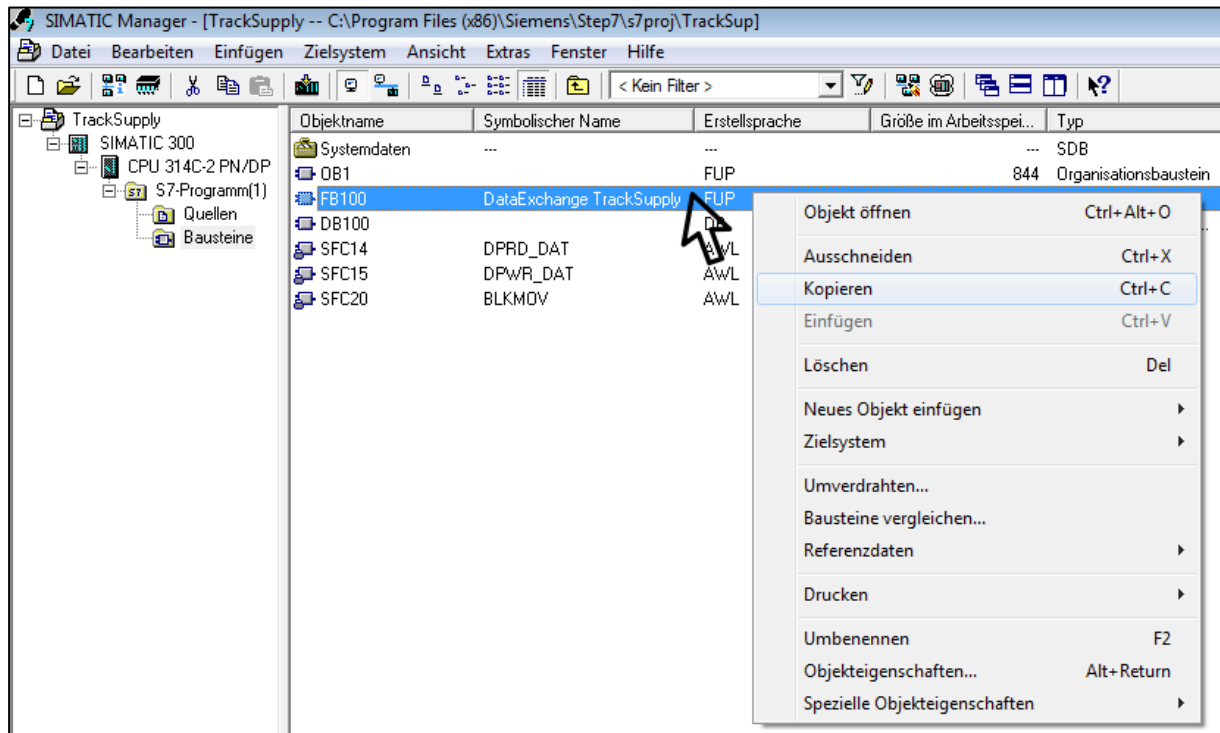 SIMATIC Manager - [TrackSupply -- C:\Program Files (x86)\Siemens\Step7\s7proj\TrackSup]
Datei Bearbeiten Einfügen Zielsystem Ansicht Extras Fenster Hilfe
< Kein Filter >
TrackSupply
SIMATIC 300
CPU 314C-2 PN/DP
S7-Programm(1)
Quellen
Bausteine
Objektname Symbolischer Name Erstellsprache Größe im Arbeitsspei... Typ
Systemdaten --- --- --- SDB
OB1 FUP 844 Organisationsbaustein
FB100 DataExchange TrackSupply FUP
DB100 DB
SFC14 DPRD_DAT AWL
SFC15 DPWR_DAT AWL
SFC20 BLKMOV AWL
Objekt öffnen Ctrl+Alt+O
Ausschneiden Ctrl+X
Kopieren Ctrl+C
Einfügen Ctrl+V
Löschen Del
Neues Objekt einfügen
Zielsystem
Umverdrahten...
Bausteine vergleichen...
Referenzdaten
Drucken
Umbenennen F2
Objekteigenschaften... Alt+Return
Spezielle Objekteigenschaften